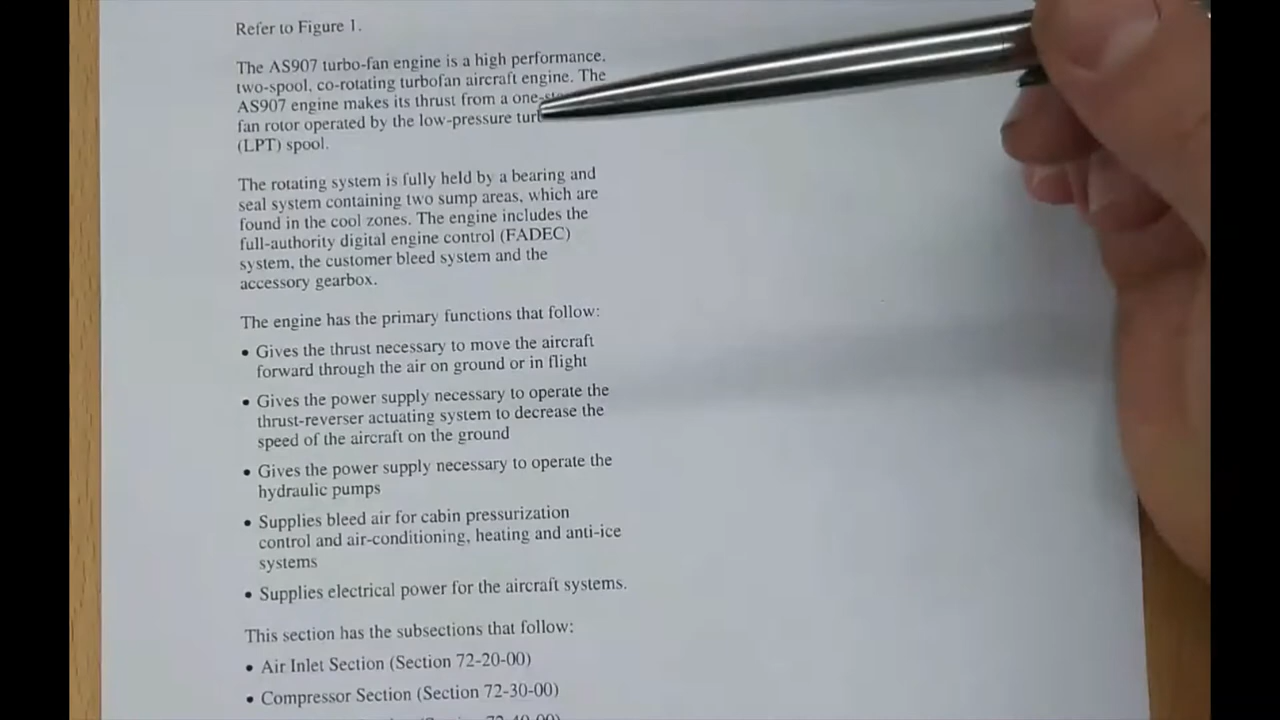 Refer to Figure 1.
The AS907 turbo-fan engine is a high performance.
two-spool, co-rotating turbofan aircraft engine. The
AS907 engine makes its thrust from a
fan rotor operated by the low-pressure
(LPT) spool.
The rotating system is fully held by a bearing and
seal system containing two sump areas, which are
found in the cool zones. The engine includes the
full-authority digital engine control (FADEC)
system, the customer bleed system and the
accessory gearbox.
The engine has the primary functions that follow:
• Gives the thrust necessary to move the aircraft
forward through the air on ground or in flight
• Gives the power supply necessary to operate the
thrust-reverser actuating system to decrease the
speed of the aircraft on the ground
• Gives the power supply necessary to operate the
hydraulic pumps
• Supplies bleed air for cabin pressurization
control and air-conditioning, heating and anti-ice
systems
• Supplies electrical power for the aircraft systems.
This section has the subsections that follow:
• Air Inlet Section (Section 72-20-00)
• Compressor Section (Section 72-30-00)